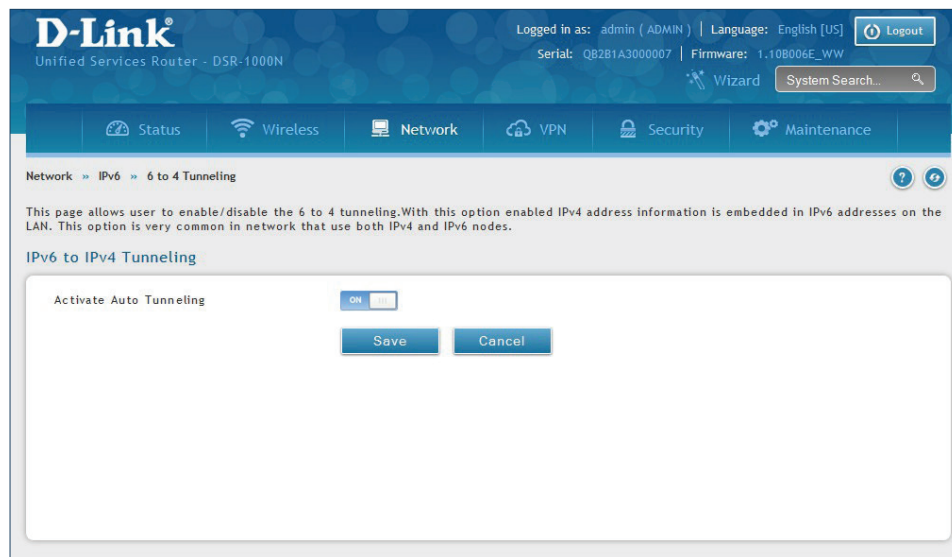 D-Link®
Unified Services Router - DSR-1000N
Logged in as: admin ( ADMIN ) | Language: English [US]
Logout
Serial: QB2B1A3000007 | Firmware: 1.10B006E_WW
Wizard
System Search...
Status
Wireless
Network
VPN
Security
Maintenance
Network » IPv6 » 6 to 4 Tunneling
?
This page allows user to enable/disable the 6 to 4 tunneling.With this option enabled IPv4 address information is embedded in IPv6 addresses on the
LAN. This option is very common in network that use both IPv4 and IPv6 nodes.
IPv6 to IPv4 Tunneling
Activate Auto Tunneling
ON
Save
Cancel